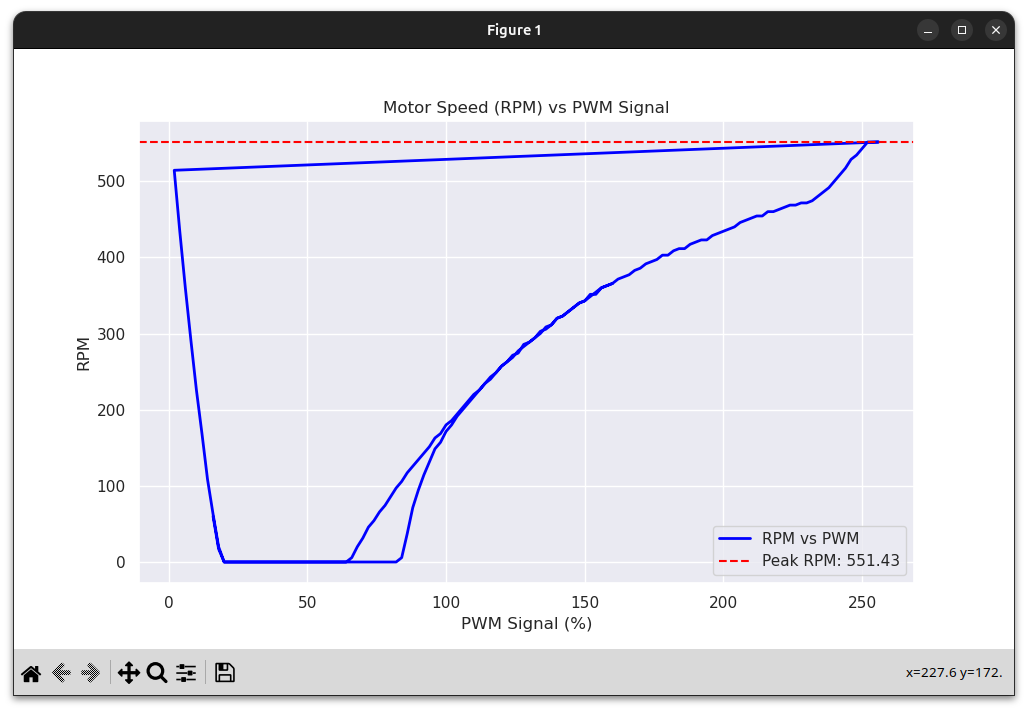 Figure 1
Motor Speed (RPM) vs PWM Signal
500
400
300
200
100
0
RPM
0 50 100 150 200 250
PWM Signal (%)
RPM vs PWM
Peak RPM: 551.43
x=227.6 y=172.